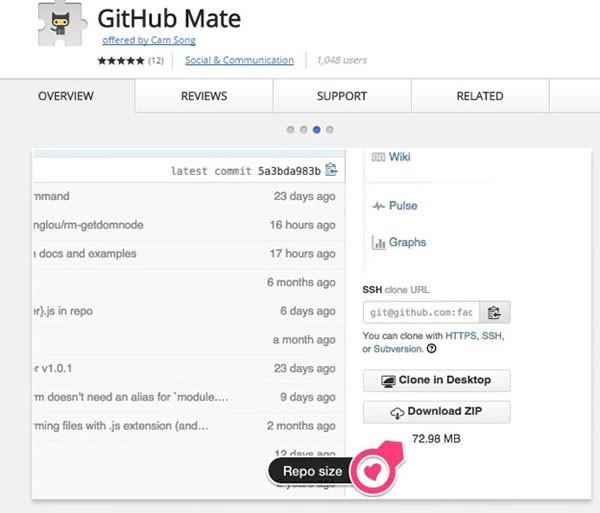 GitHub Mate
offered by Cam Song
(12)
Social & Communication
1,048 users
OVERVIEW
REVIEWS
SUPPORT
RELATED
latest commit 5a3bda983b
23 days ago
nglou/rm-getdomnode 16 hours ago
docs and examples 17 hours ago
6 months ago
r}.js in repo 6 days ago
a month ago
v1.0.1 23 days ago
doesn't need an alias for `module.... 9 days ago
ming files with .js extension (and... 2 months ago
12 days ago
Wiki
Pulse
Graphs
SSH clone URL
git@github.com:fac
You can clone with HTTPS, SSH,
or Subversion.
Clone in Desktop
Download ZIP
72.98 MB
Repo size